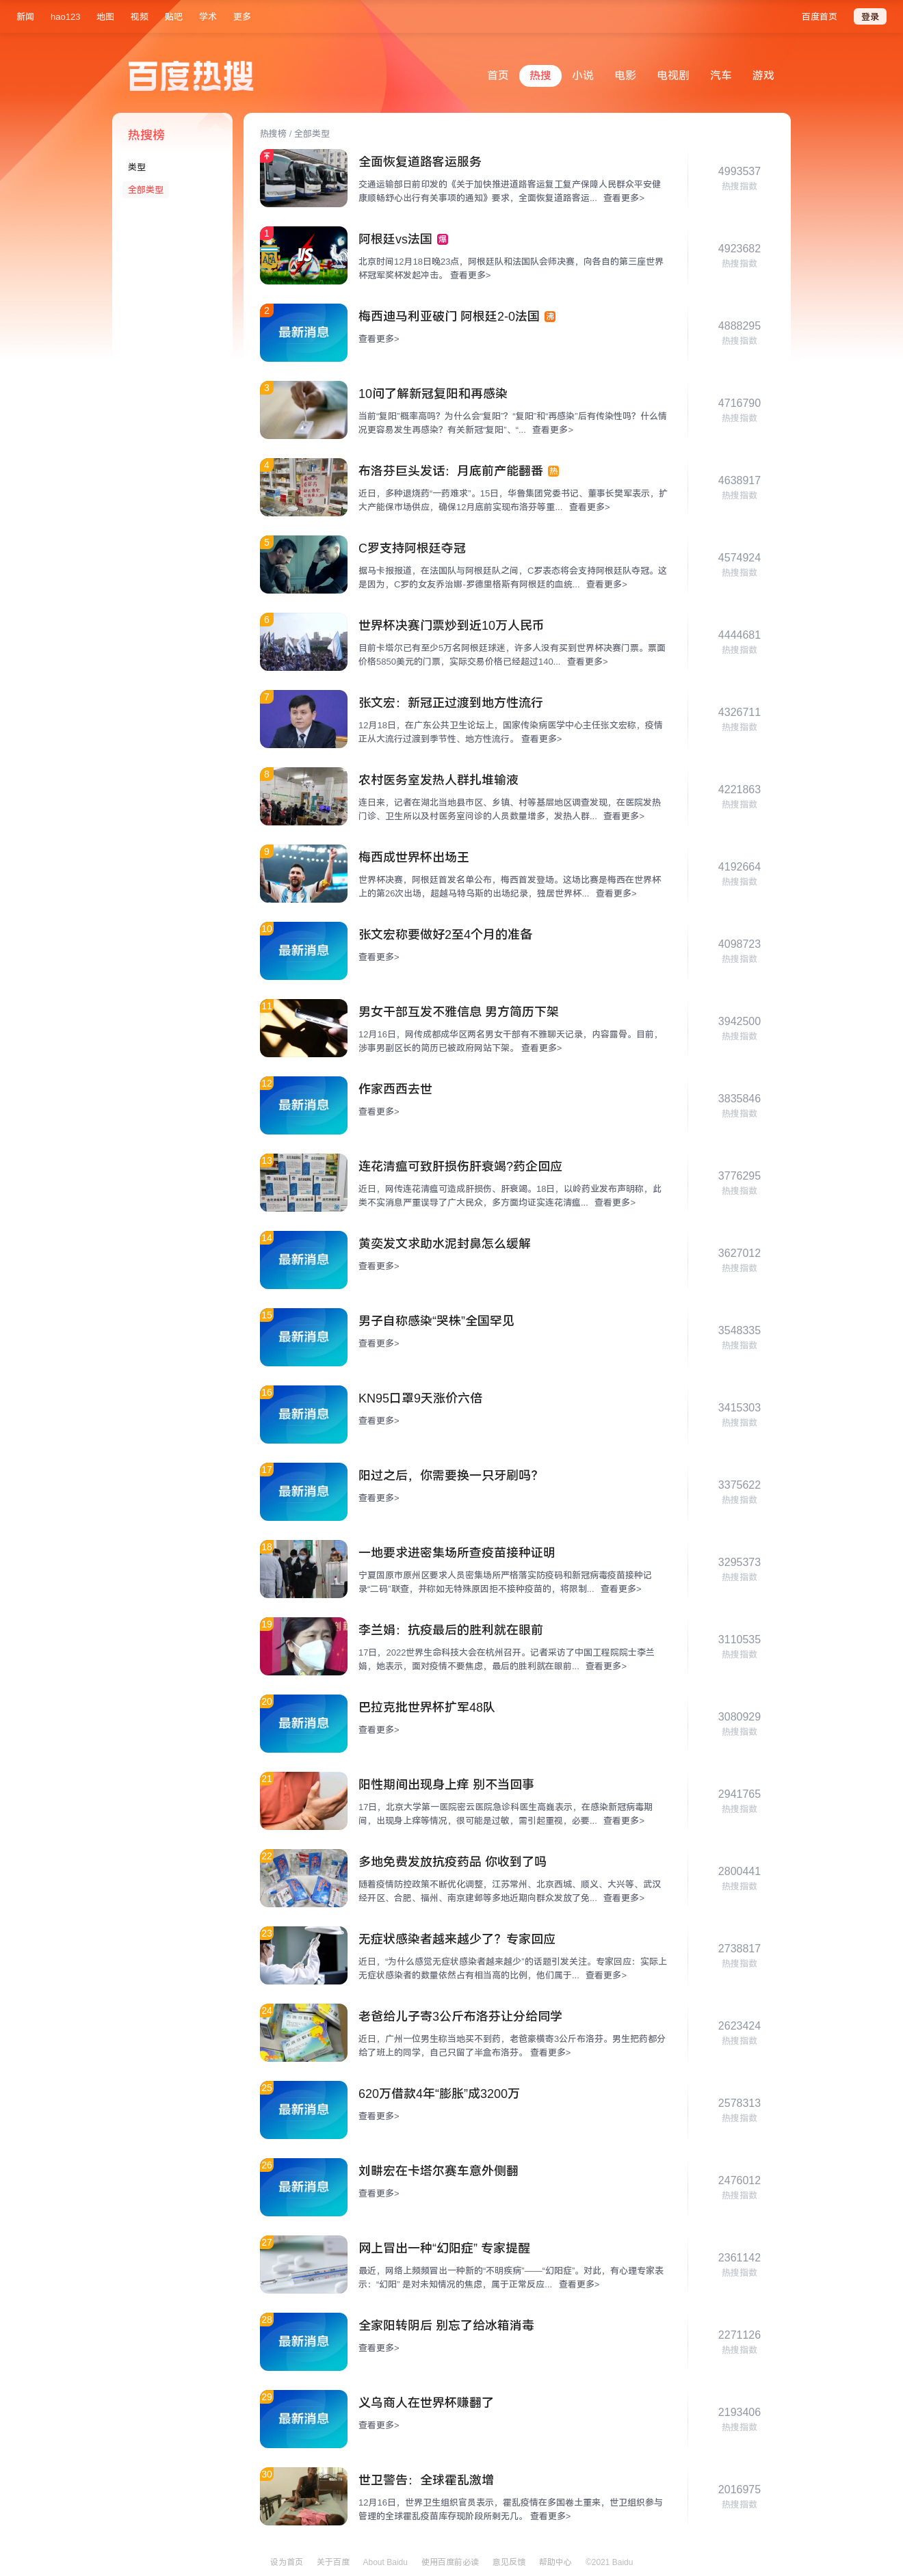 新闻 hao123 地图 视频 贴吧 学术 更多 百度首页 登录
百度热搜 首页 热搜 小说 电影 电视剧 汽车 游戏
热搜榜
类型
全部类型
热搜榜 / 全部类型
全面恢复道路客运服务
交通运输部日前印发的《关于加快推进道路客运复工复产保障人民群众平安健
康顺畅舒心出行有关事项的通知》要求，全面恢复道路客运... 查看更多>
4993537
热搜指数
1
VS
阿根廷vs法国 爆
北京时间12月18日晚23点，阿根廷队和法国队会师决赛，向各自的第三座世界
杯冠军奖杯发起冲击。 查看更多>
4923682
热搜指数
2
最新消息
梅西迪马利亚破门 阿根廷2-0法国 沸
查看更多>
4888295
热搜指数
3
10问了解新冠复阳和再感染
当前“复阳”概率高吗？为什么会“复阳”？“复阳”和“再感染”后有传染性吗？什么情
况更容易发生再感染？有关新冠“复阳”、“... 查看更多>
4716790
热搜指数
4
布洛芬巨头发话：月底前产能翻番 热
近日，多种退烧药“一药难求”。15日，华鲁集团党委书记、董事长樊军表示，扩
大产能保市场供应，确保12月底前实现布洛芬等重... 查看更多>
4638917
热搜指数
5
C罗支持阿根廷夺冠
据马卡报报道，在法国队与阿根廷队之间，C罗表态将会支持阿根廷队夺冠。这
是因为，C罗的女友乔治娜-罗德里格斯有阿根廷的血统... 查看更多>
4574924
热搜指数
6
世界杯决赛门票炒到近10万人民币
目前卡塔尔已有至少5万名阿根廷球迷，许多人没有买到世界杯决赛门票。票面
价格5850美元的门票，实际交易价格已经超过140... 查看更多>
4444681
热搜指数
7
张文宏：新冠正过渡到地方性流行
12月18日，在广东公共卫生论坛上，国家传染病医学中心主任张文宏称，疫情
正从大流行过渡到季节性、地方性流行。 查看更多>
4326711
热搜指数
8
农村医务室发热人群扎堆输液
连日来，记者在湖北当地县市区、乡镇、村等基层地区调查发现，在医院发热
门诊、卫生所以及村医务室问诊的人员数量增多，发热人群... 查看更多>
4221863
热搜指数
9
梅西成世界杯出场王
世界杯决赛，阿根廷首发名单公布，梅西首发登场。这场比赛是梅西在世界杯
上的第26次出场，超越马特乌斯的出场纪录，独居世界杯... 查看更多>
4192664
热搜指数
10
最新消息
张文宏称要做好2至4个月的准备
查看更多>
4098723
热搜指数
11
男女干部互发不雅信息 男方简历下架
12月16日，网传成都成华区两名男女干部有不雅聊天记录，内容露骨。目前，
涉事男副区长的简历已被政府网站下架。 查看更多>
3942500
热搜指数
12
最新消息
作家西西去世
查看更多>
3835846
热搜指数
13
连花清瘟可致肝损伤肝衰竭?药企回应
近日，网传连花清瘟可造成肝损伤、肝衰竭。18日，以岭药业发布声明称，此
类不实消息严重误导了广大民众，多方面均证实连花清瘟... 查看更多>
3776295
热搜指数
14
最新消息
黄奕发文求助水泥封鼻怎么缓解
查看更多>
3627012
热搜指数
15
最新消息
男子自称感染“哭株”全国罕见
查看更多>
3548335
热搜指数
16
最新消息
KN95口罩9天涨价六倍
查看更多>
3415303
热搜指数
17
最新消息
阳过之后，你需要换一只牙刷吗？
查看更多>
3375622
热搜指数
18
一地要求进密集场所查疫苗接种证明
宁夏固原市原州区要求人员密集场所严格落实防疫码和新冠病毒疫苗接种记
录“二码”联查，并称如无特殊原因拒不接种疫苗的，将限制... 查看更多>
3295373
热搜指数
19
李兰娟：抗疫最后的胜利就在眼前
17日，2022世界生命科技大会在杭州召开。记者采访了中国工程院院士李兰
娟，她表示，面对疫情不要焦虑，最后的胜利就在眼前... 查看更多>
3110535
热搜指数
20
最新消息
巴拉克批世界杯扩军48队
查看更多>
3080929
热搜指数
21
阳性期间出现身上痒 别不当回事
17日，北京大学第一医院密云医院急诊科医生高巍表示，在感染新冠病毒期
间，出现身上痒等情况，很可能是过敏，需引起重视，必要... 查看更多>
2941765
热搜指数
22
多地免费发放抗疫药品 你收到了吗
随着疫情防控政策不断优化调整，江苏常州、北京西城、顺义、大兴等、武汉
经开区、合肥、福州、南京建邺等多地近期向群众发放了免... 查看更多>
2800441
热搜指数
23
无症状感染者越来越少了？专家回应
近日，“为什么感觉无症状感染者越来越少”的话题引发关注。专家回应：实际上
无症状感染者的数量依然占有相当高的比例，他们属于... 查看更多>
2738817
热搜指数
24
老爸给儿子寄3公斤布洛芬让分给同学
近日，广州一位男生称当地买不到药，老爸豪横寄3公斤布洛芬。男生把药都分
给了班上的同学，自己只留了半盒布洛芬。 查看更多>
2623424
热搜指数
25
最新消息
620万借款4年“膨胀”成3200万
查看更多>
2578313
热搜指数
26
最新消息
刘畊宏在卡塔尔赛车意外侧翻
查看更多>
2476012
热搜指数
27
网上冒出一种“幻阳症” 专家提醒
最近，网络上频频冒出一种新的“不明疾病”——“幻阳症”。对此，有心理专家表
示：“幻阳” 是对未知情况的焦虑，属于正常反应... 查看更多>
2361142
热搜指数
28
最新消息
全家阳转阴后 别忘了给冰箱消毒
查看更多>
2271126
热搜指数
29
最新消息
义乌商人在世界杯赚翻了
查看更多>
2193406
热搜指数
30
世卫警告：全球霍乱激增
12月16日，世界卫生组织官员表示，霍乱疫情在多国卷土重来，世卫组织参与
管理的全球霍乱疫苗库存现阶段所剩无几。 查看更多>
2016975
热搜指数
设为首页 关于百度 About Baidu 使用百度前必读 意见反馈 帮助中心 ©2021 Baidu